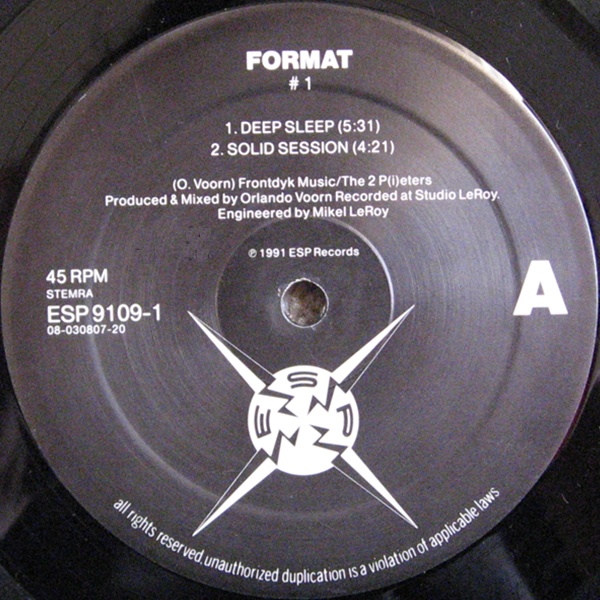 FORMAT
# 1
1. DEEP SLEEP (5:31)
2. SOLID SESSION (4:21)
(O. Voorn) Frontdyk Music/The 2 P(i)eters
Produced & Mixed by Orlando Voorn Recorded at Studio LeRoy.
Engineered by Mikel LeRoy
℗ 1991 ESP Records
45 RPM
STEMRA
ESP 9109-1
08-030807-20
A
E S P
all rights reserved. unauthorized duplication is a violation of applicable laws